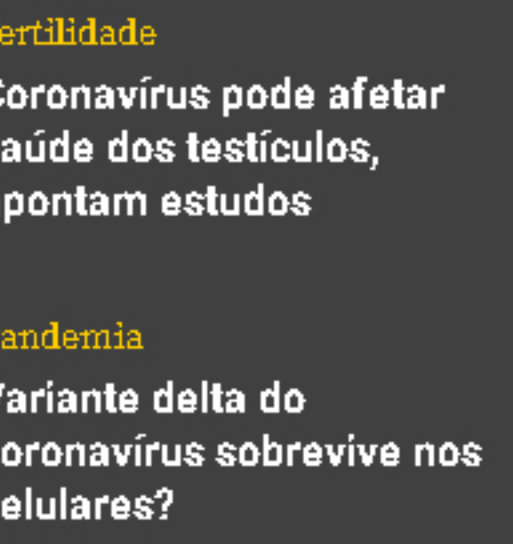 ertilidade
Coronavírus pode afetar
aúde dos testículos,
pontam estudos
andemia
Variante delta do
oronavírus sobrevive nos
elulares?